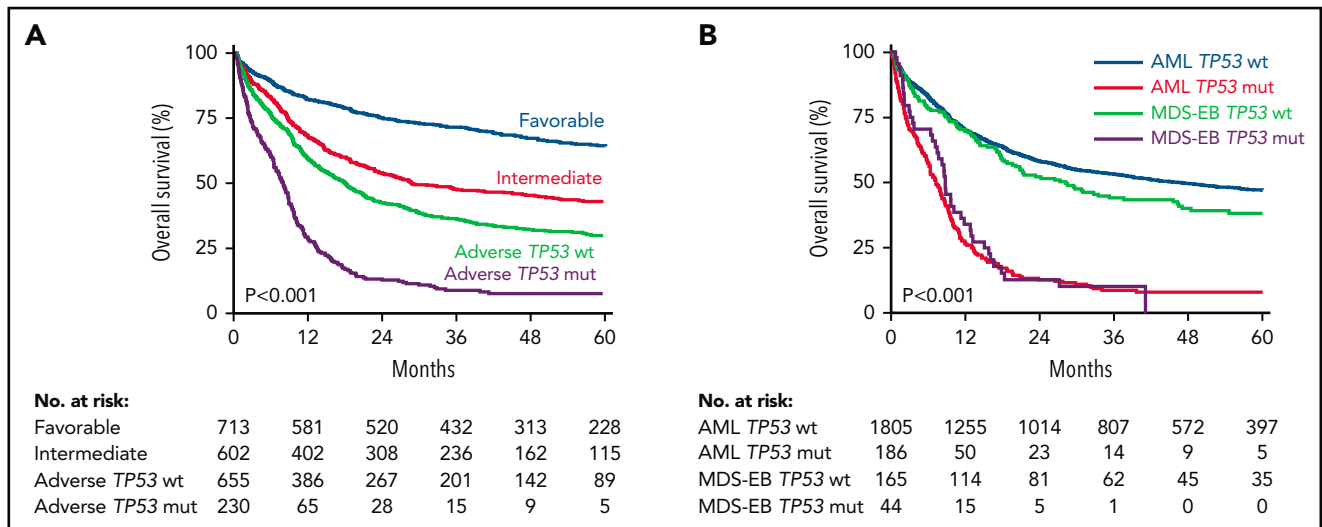 A
Overall survival (%)
100
75
50
25
0
Favorable
Intermediate
Adverse TP53 wt
Adverse TP53 mut
P<0.001
0 12 24 36 48 60
Months
No. at risk:
Favorable 713 581 520 432 313 228
Intermediate 602 402 308 236 162 115
Adverse TP53 wt 655 386 267 201 142 89
Adverse TP53 mut 230 65 28 15 9 5
B
Overall survival (%)
100
75
50
25
0
AML TP53 wt
AML TP53 mut
MDS-EB TP53 wt
MDS-EB TP53 mut
P<0.001
0 12 24 36 48 60
Months
No. at risk:
AML TP53 wt 1805 1255 1014 807 572 397
AML TP53 mut 186 50 23 14 9 5
MDS-EB TP53 wt 165 114 81 62 45 35
MDS-EB TP53 mut 44 15 5 1 0 0